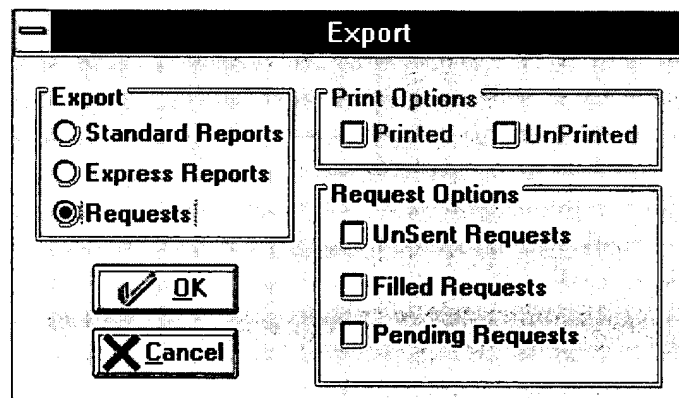 Export
Export
Standard Reports
Express Reports
Requests
OK
Cancel
Print Options
Printed UnPrinted
Request Options
UnSent Requests
Filled Requests
Pending Requests